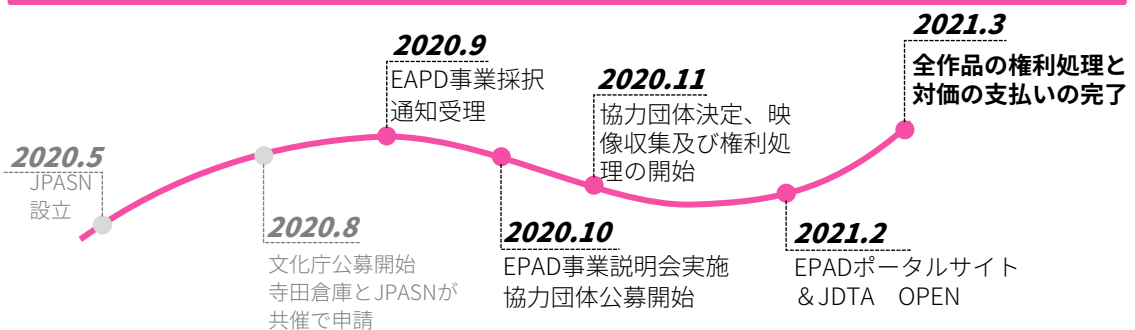 2020.5
JPASN
設立
2020.8
文化庁公募開始
寺田倉庫とJPASNが
共催で申請
2020.9
EAPD事業採択
通知受理
2020.10
EPAD事業説明会実施
協力団体公募開始
2020.11
協力団体決定、映
像収集及び権利処
理の開始
2021.2
EPADポータルサイト
&JDTA　OPEN
2021.3
全作品の権利処理と
対価の支払いの完了